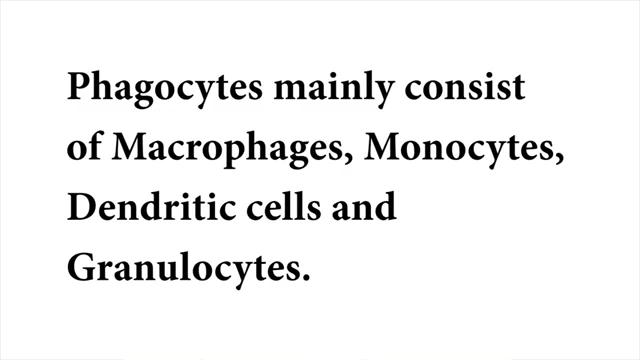 Phagocytes mainly consist
of Macrophages, Monocytes,
Dendritic cells and
Granulocytes.